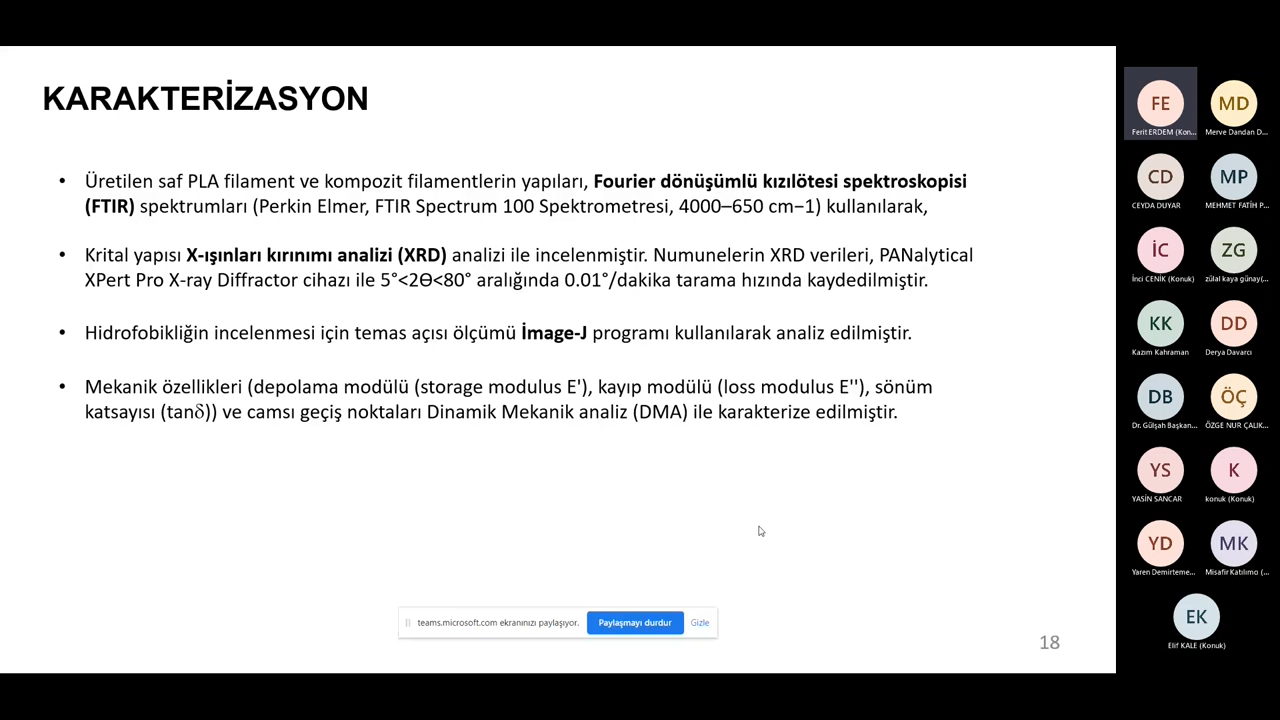 KARAKTERİZASYON
• Üretilen saf PLA filament ve kompozit filamentlerin yapıları, Fourier dönüşümlü kızılötesi spektroskopisi
(FTIR) spektrumları (Perkin Elmer, FTIR Spectrum 100 Spektrometresi, 4000–650 cm−1) kullanılarak,
• Krital yapısı X-ışınları kırınımı analizi (XRD) analizi ile incelenmiştir. Numunelerin XRD verileri, PANalytical
XPert Pro X-ray Diffractor cihazı ile 5°<2Ө<80° aralığında 0.01°/dakika tarama hızında kaydedilmiştir.
• Hidrofobikliğin incelenmesi için temas açısı ölçümü İmage-J programı kullanılarak analiz edilmiştir.
• Mekanik özellikleri (depolama modülü (storage modulus E'), kayıp modülü (loss modulus E''), sönüm
katsayısı (tanδ)) ve camsı geçiş noktaları Dinamik Mekanik analiz (DMA) ile karakterize edilmiştir.
teams.microsoft.com ekranınızı paylaşıyor. Paylaşmayı durdur Gizle
18
FE MD
Ferit ERDEM (Kon... Merve Dandan D...
CD MP
CEYDA DUYAR MEHMET FATİH P...
İC ZG
İnci CENİK (Konuk) zülal kaya günay(...
KK DD
Kazım Kahraman Derya Davarcı
DB ÖÇ
Dr. Gülşah Başkan... ÖZGE NUR ÇALIK...
YS K
YASİN SANCAR konuk (Konuk)
YD MK
Yaren Demirteme... Misafir Katılımcı (...
EK
Elif KALE (Konuk)